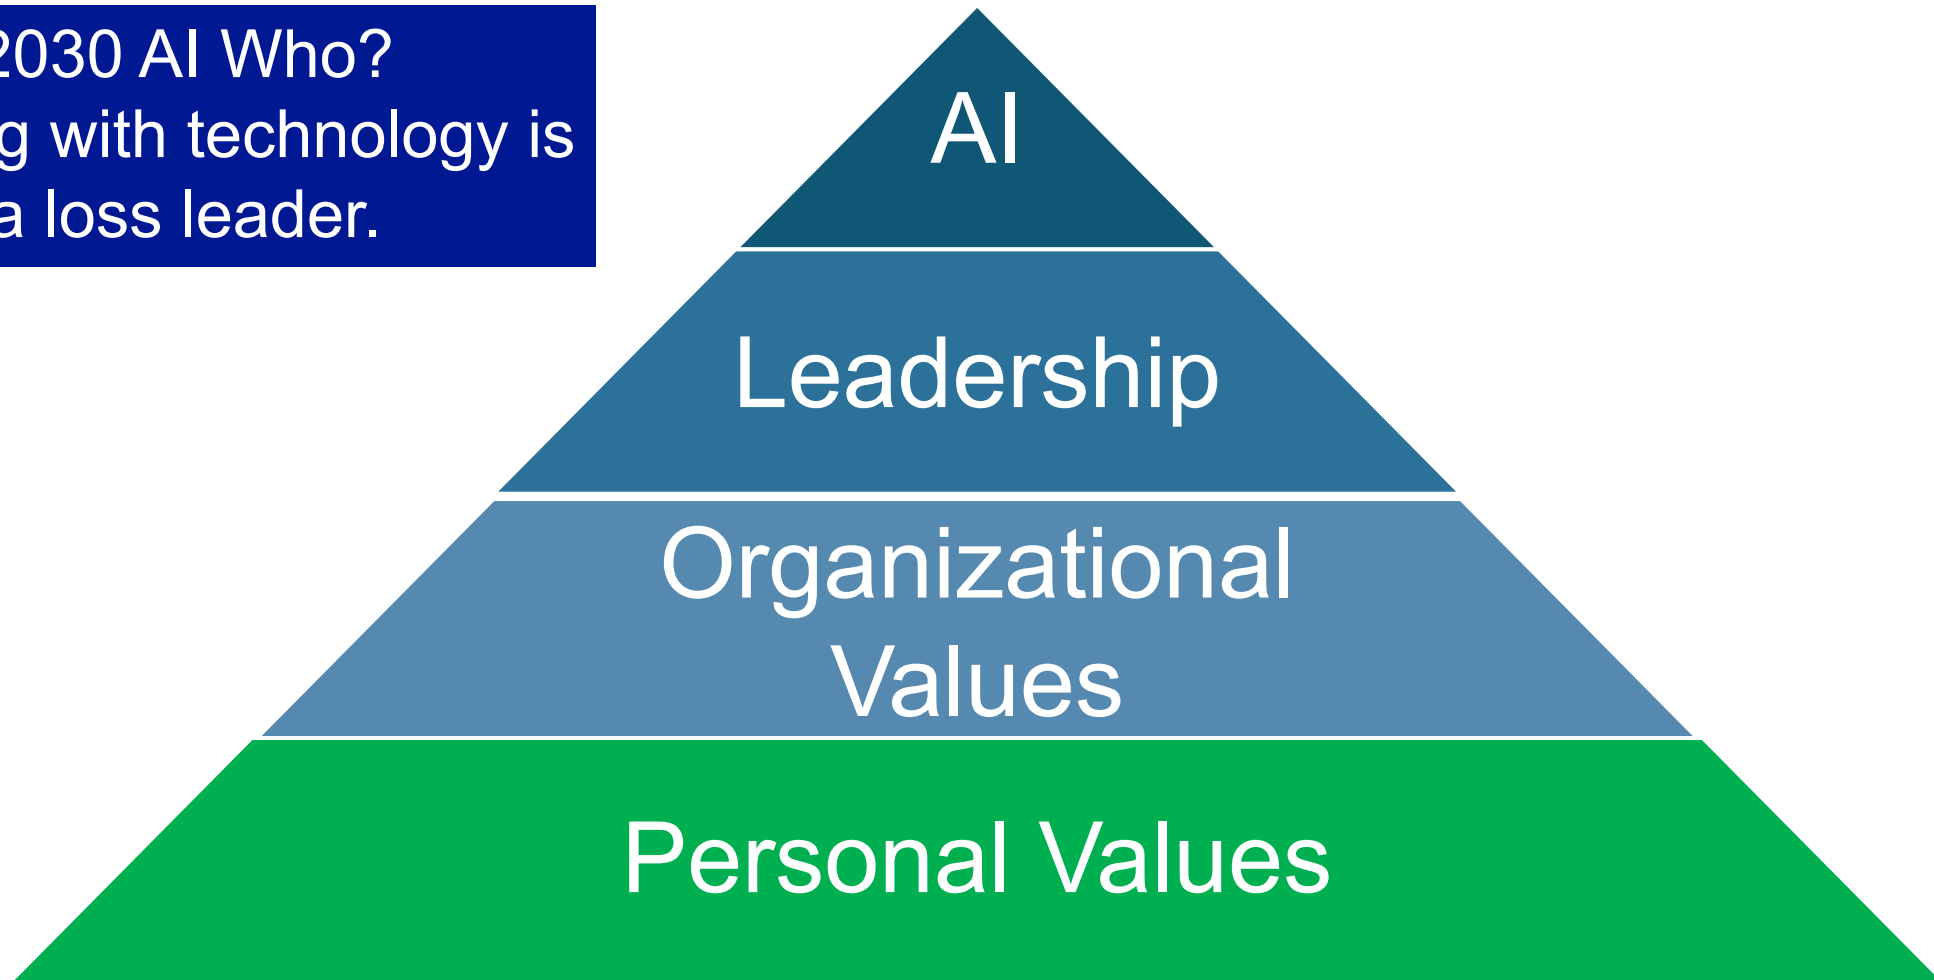 2030 AI Who?
g with technology is
a loss leader.
AI
Leadership
Organizational
Values
Personal Values